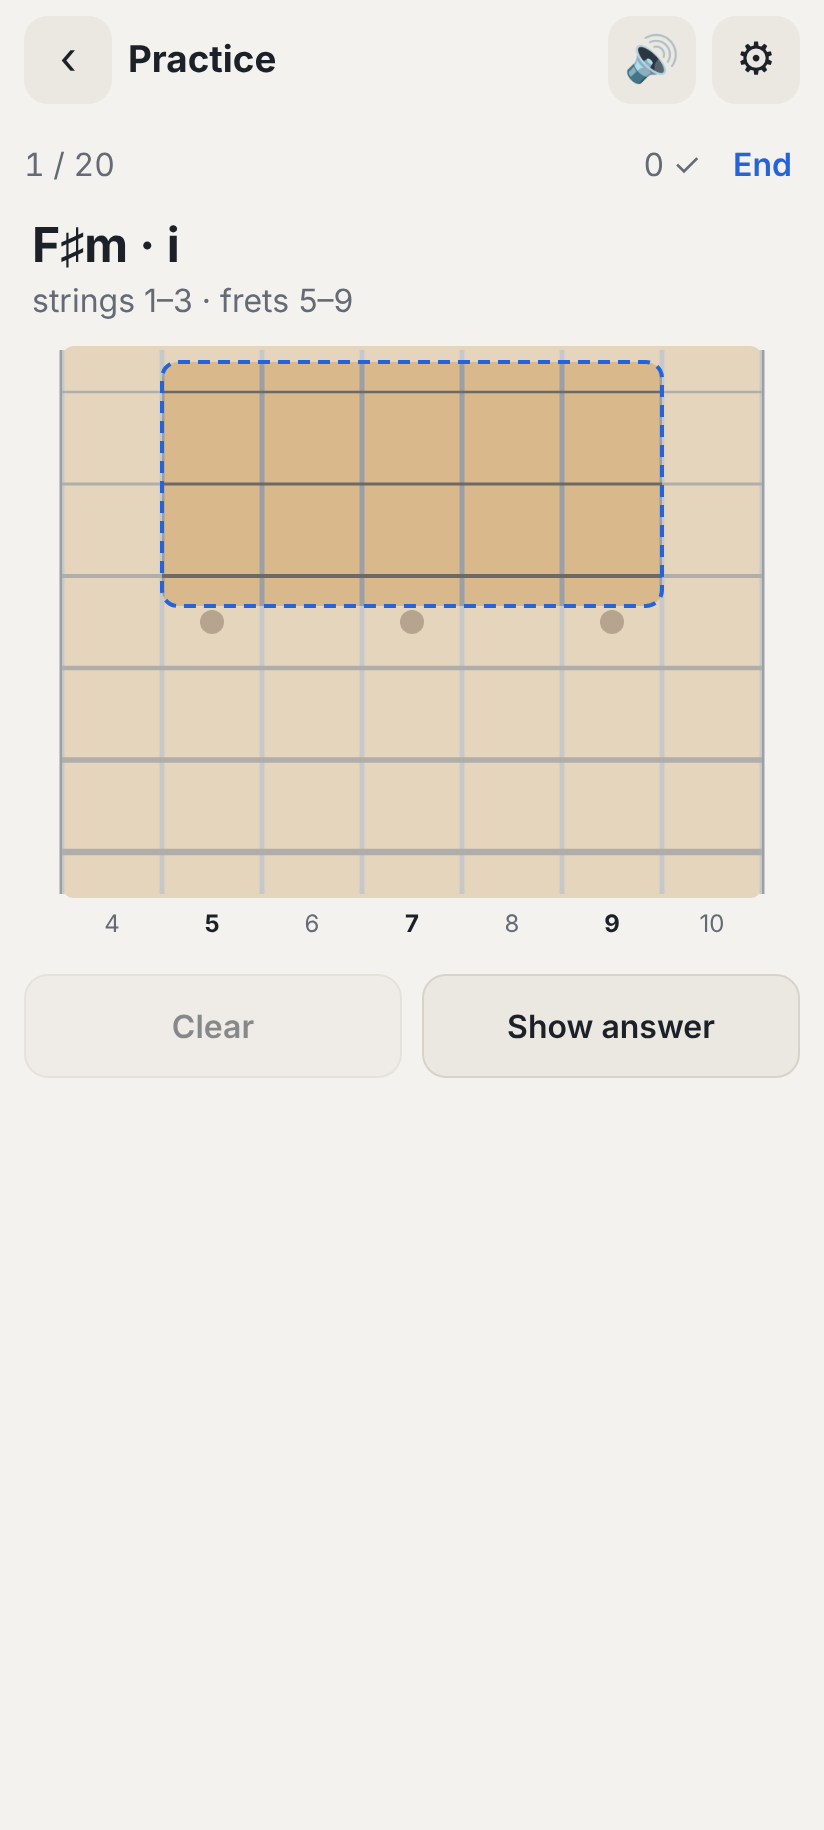 ‹ Practice
1 / 20 0 ✓ End
F♯m · i
strings 1–3 · frets 5–9
4 5 6 7 8 9 10
Clear Show answer